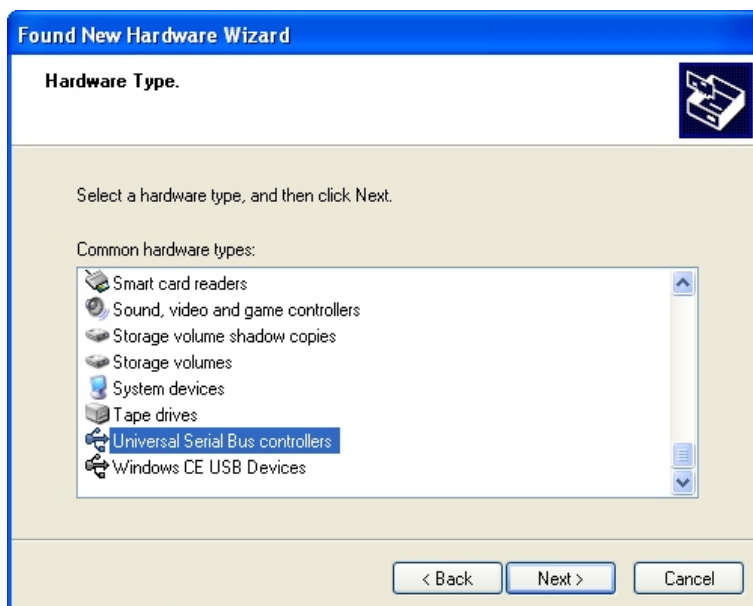 Found New Hardware Wizard
Hardware Type.
Select a hardware type, and then click Next.
Common hardware types:
Smart card readers
Sound, video and game controllers
Storage volume shadow copies
Storage volumes
System devices
Tape drives
Universal Serial Bus controllers
Windows CE USB Devices
< Back
Next >
Cancel